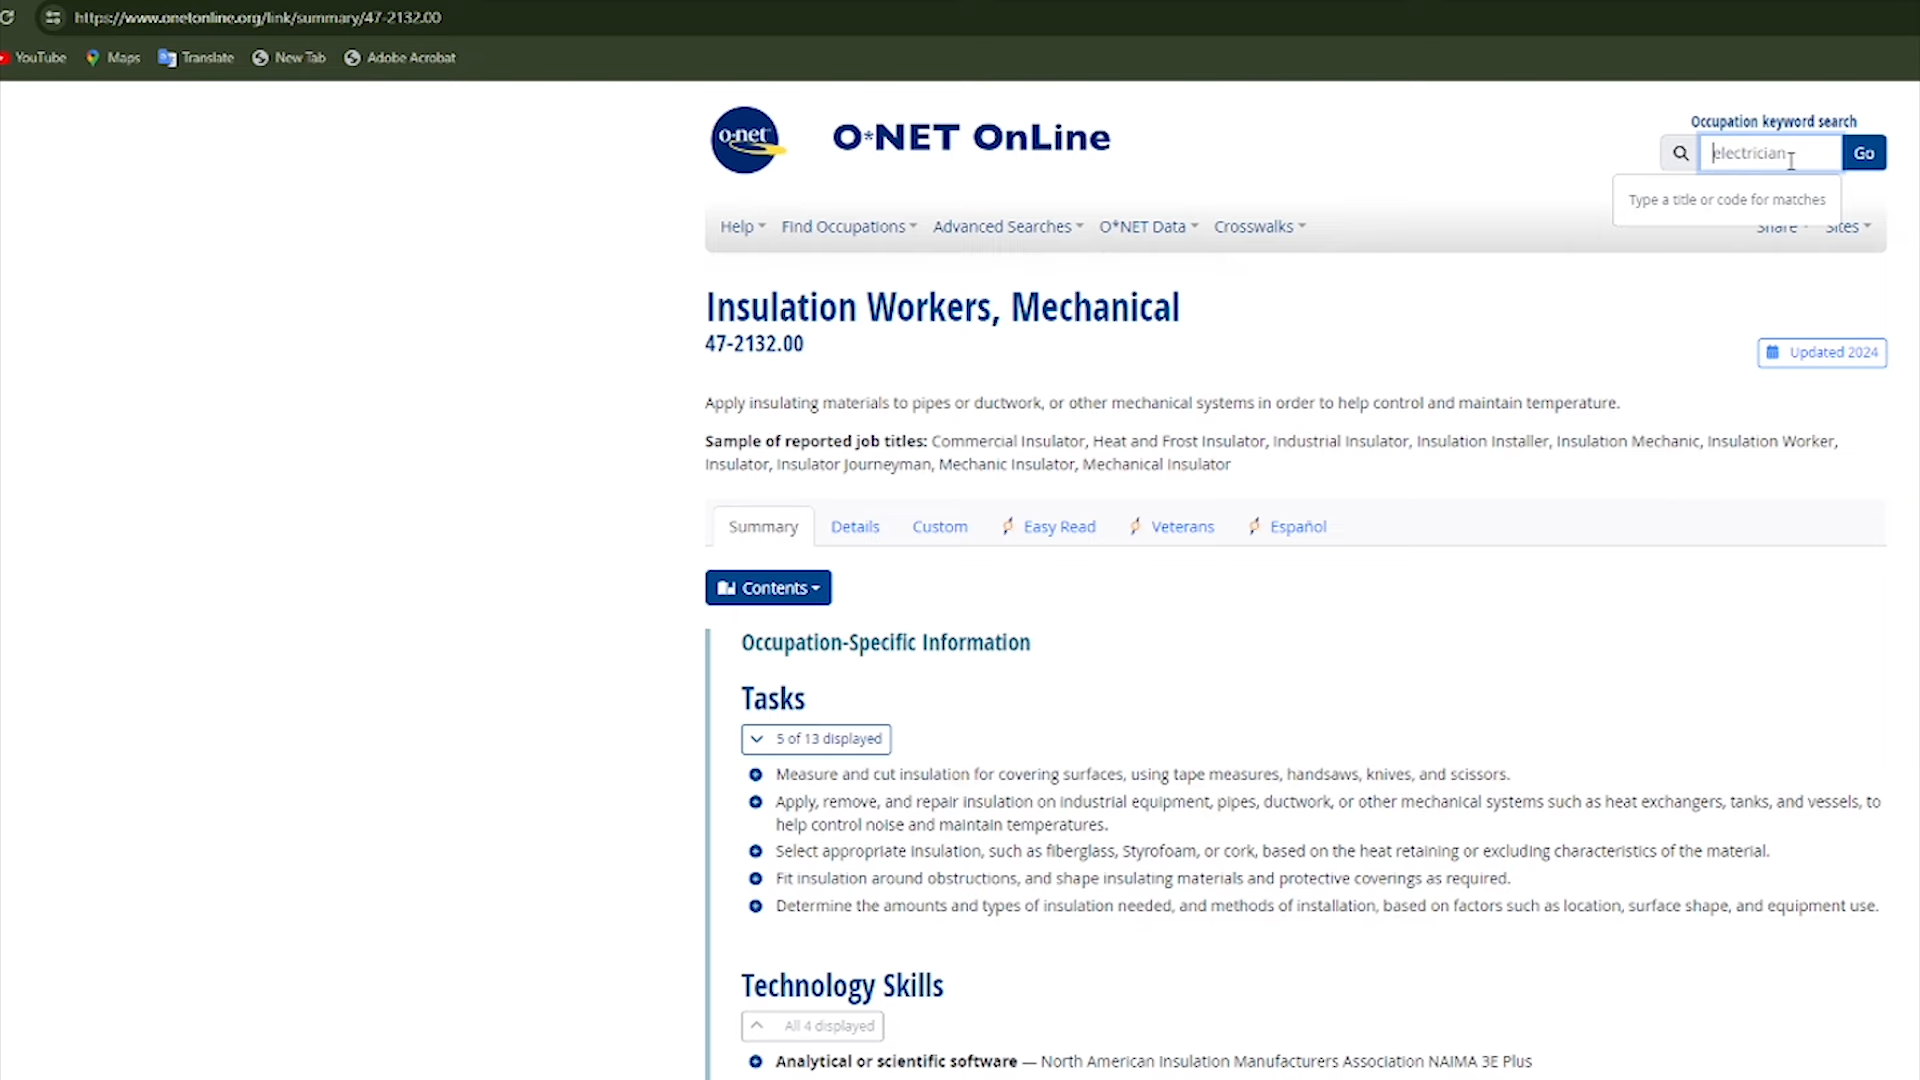 https://www.onetonline.org/link/summary/47-2132.00
YouTube Maps Translate New Tab Adobe Acrobat
o·net O*NET OnLine
Occupation keyword search
electrician Go
Type a title or code for matches
Help Find Occupations Advanced Searches O*NET Data Crosswalks Share Sites
Insulation Workers, Mechanical
47-2132.00
Updated 2024
Apply insulating materials to pipes or ductwork, or other mechanical systems in order to help control and maintain temperature.
Sample of reported job titles: Commercial Insulator, Heat and Frost Insulator, Industrial Insulator, Insulation Installer, Insulation Mechanic, Insulation Worker,
Insulator, Insulator Journeyman, Mechanic Insulator, Mechanical Insulator
Summary Details Custom Easy Read Veterans Español
Contents
Occupation-Specific Information
Tasks
5 of 13 displayed
Measure and cut insulation for covering surfaces, using tape measures, handsaws, knives, and scissors.
Apply, remove, and repair insulation on industrial equipment, pipes, ductwork, or other mechanical systems such as heat exchangers, tanks, and vessels, to
help control noise and maintain temperatures.
Select appropriate insulation, such as fiberglass, Styrofoam, or cork, based on the heat retaining or excluding characteristics of the material.
Fit insulation around obstructions, and shape insulating materials and protective coverings as required.
Determine the amounts and types of insulation needed, and methods of installation, based on factors such as location, surface shape, and equipment use.
Technology Skills
All 4 displayed
Analytical or scientific software — North American Insulation Manufacturers Association NAIMA 3E Plus